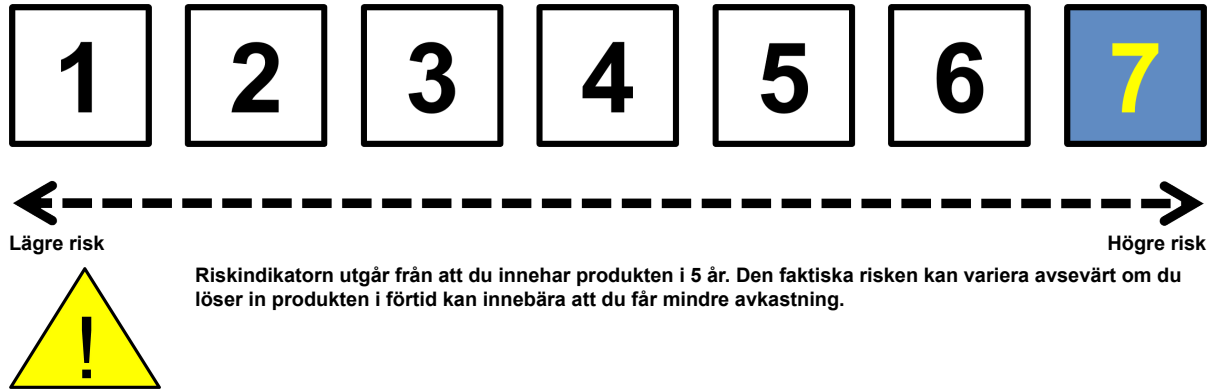 1 2 3 4 5 6 7
Lägre risk Högre risk
Riskindikatorn utgår från att du innehar produkten i 5 år. Den faktiska risken kan variera avsevärt om du
löser in produkten i förtid kan innebära att du får mindre avkastning.
!